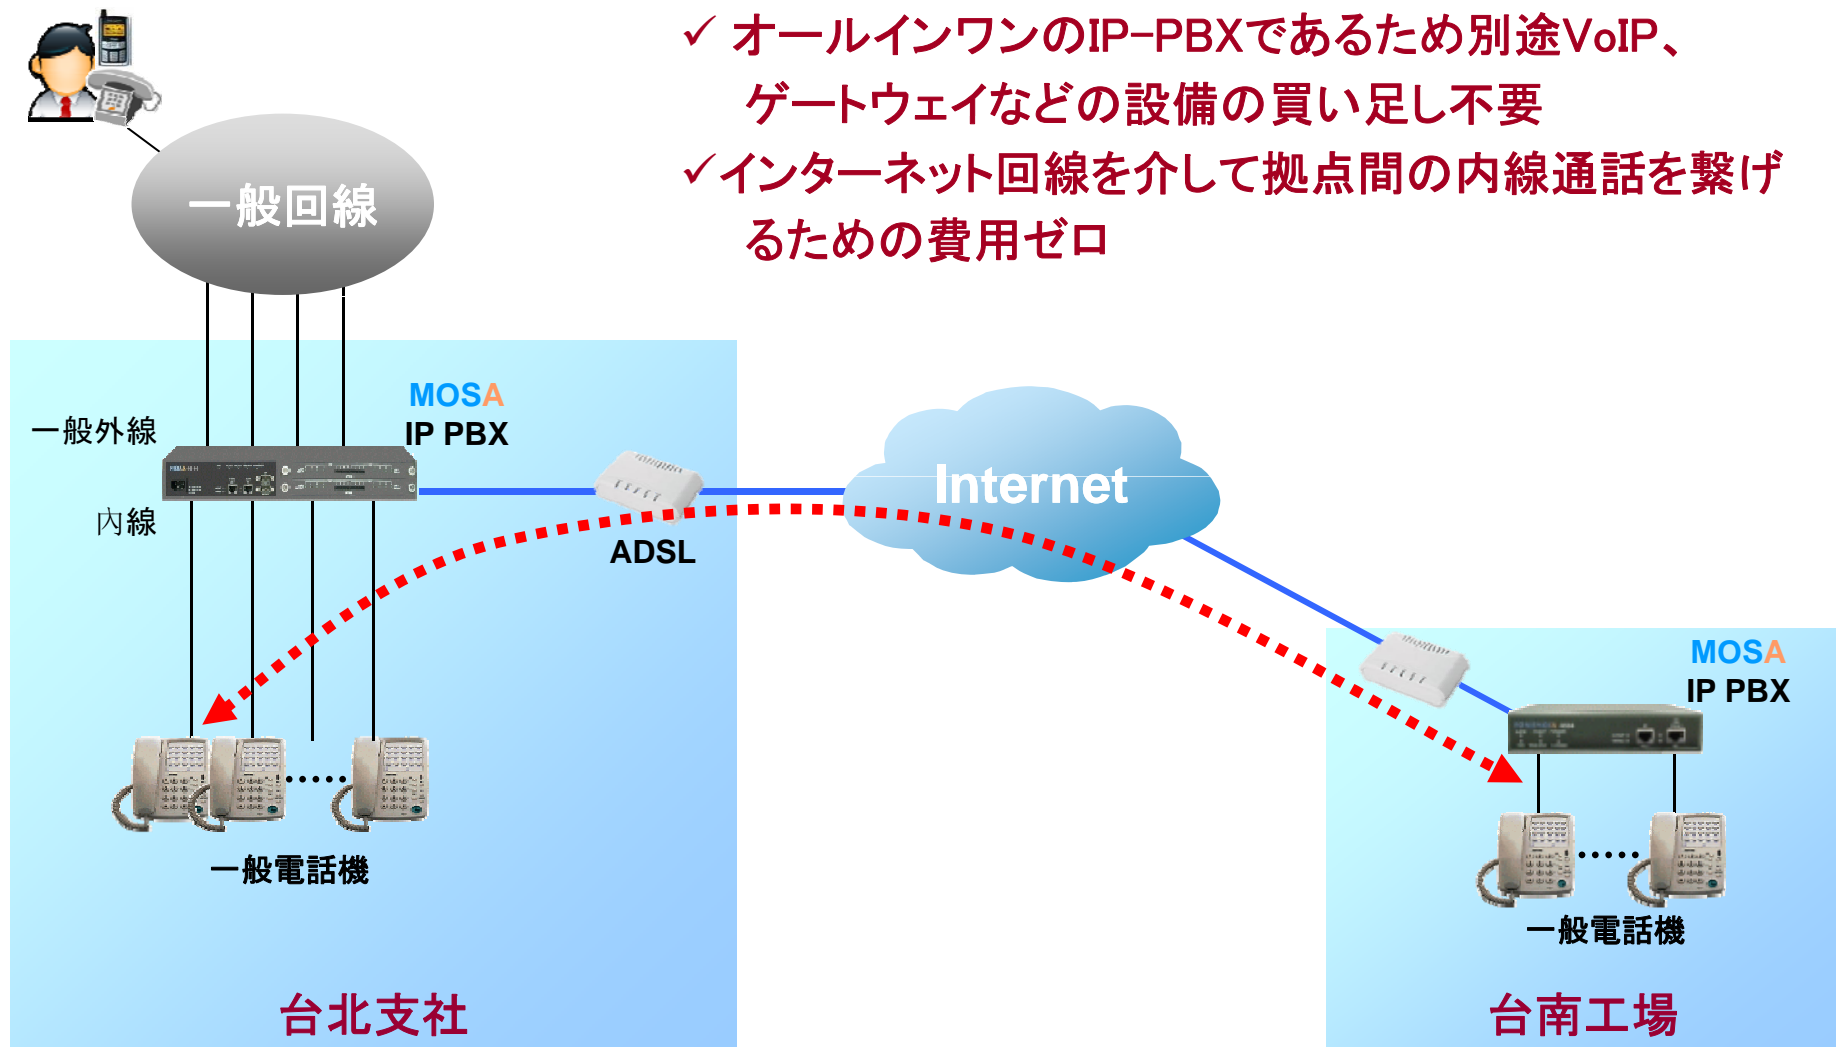 ✓ オールインワンのIP-PBXであるため別途VoIP、
ゲートウェイなどの設備の買い足し不要
✓インターネット回線を介して拠点間の内線通話を繋げ
るための費用ゼロ
一般回線
MOSA
IP PBX
一般外線
內線
ADSL
Internet
一般電話機
台北支社
MOSA
IP PBX
一般電話機
台南工場